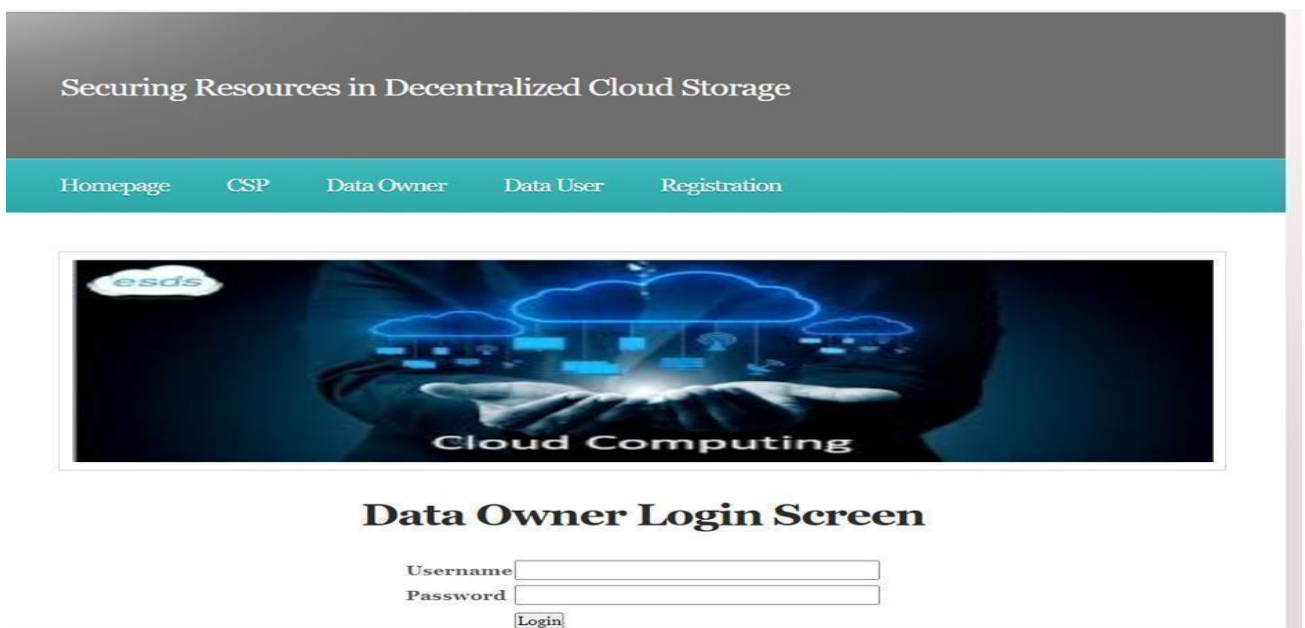 Securing Resources in Decentralized Cloud Storage
Homepage CSP Data Owner Data User Registration
esds
Cloud Computing
Data Owner Login Screen
Username
Password
Login